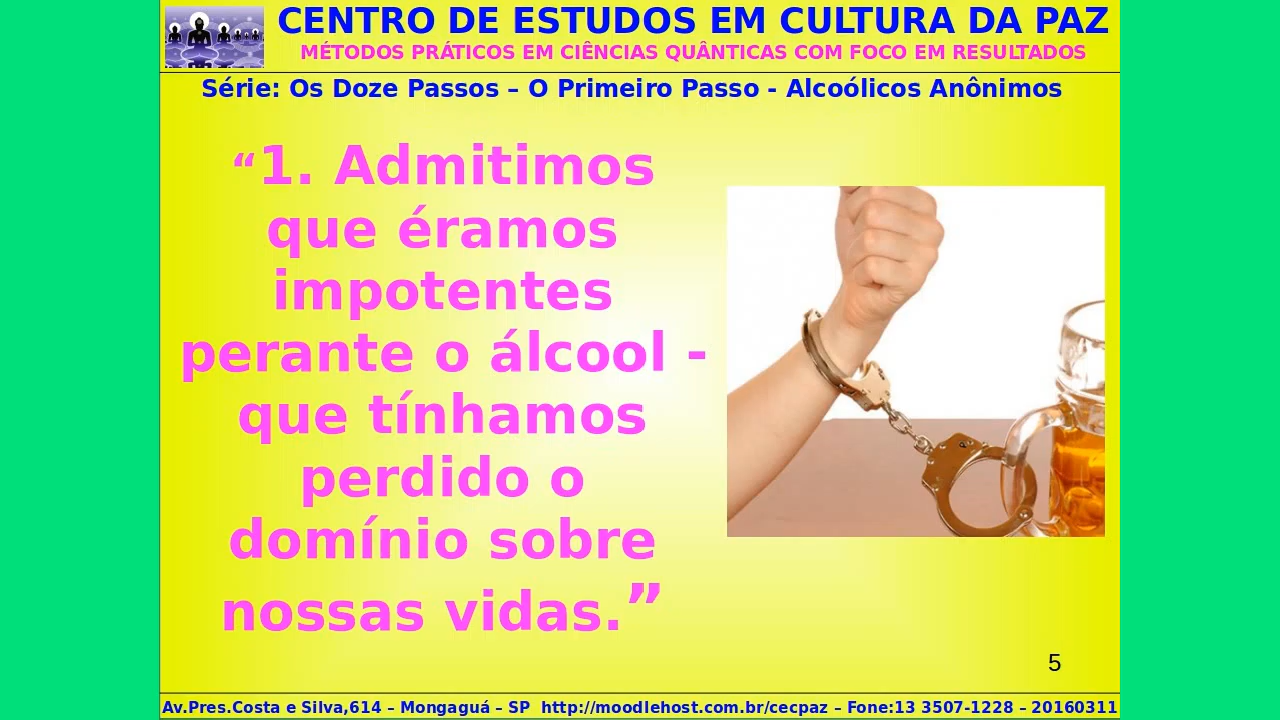 CENTRO DE ESTUDOS EM CULTURA DA PAZ
MÉTODOS PRÁTICOS EM CIÊNCIAS QUÂNTICAS COM FOCO EM RESULTADOS
Série: Os Doze Passos – O Primeiro Passo - Alcoólicos Anônimos
“1. Admitimos
que éramos
impotentes
perante o álcool -
que tínhamos
perdido o
domínio sobre
nossas vidas.”
5
Av.Pres.Costa e Silva,614 – Mongaguá – SP  http://moodlehost.com.br/cecpaz – Fone:13 3507-1228 – 20160311